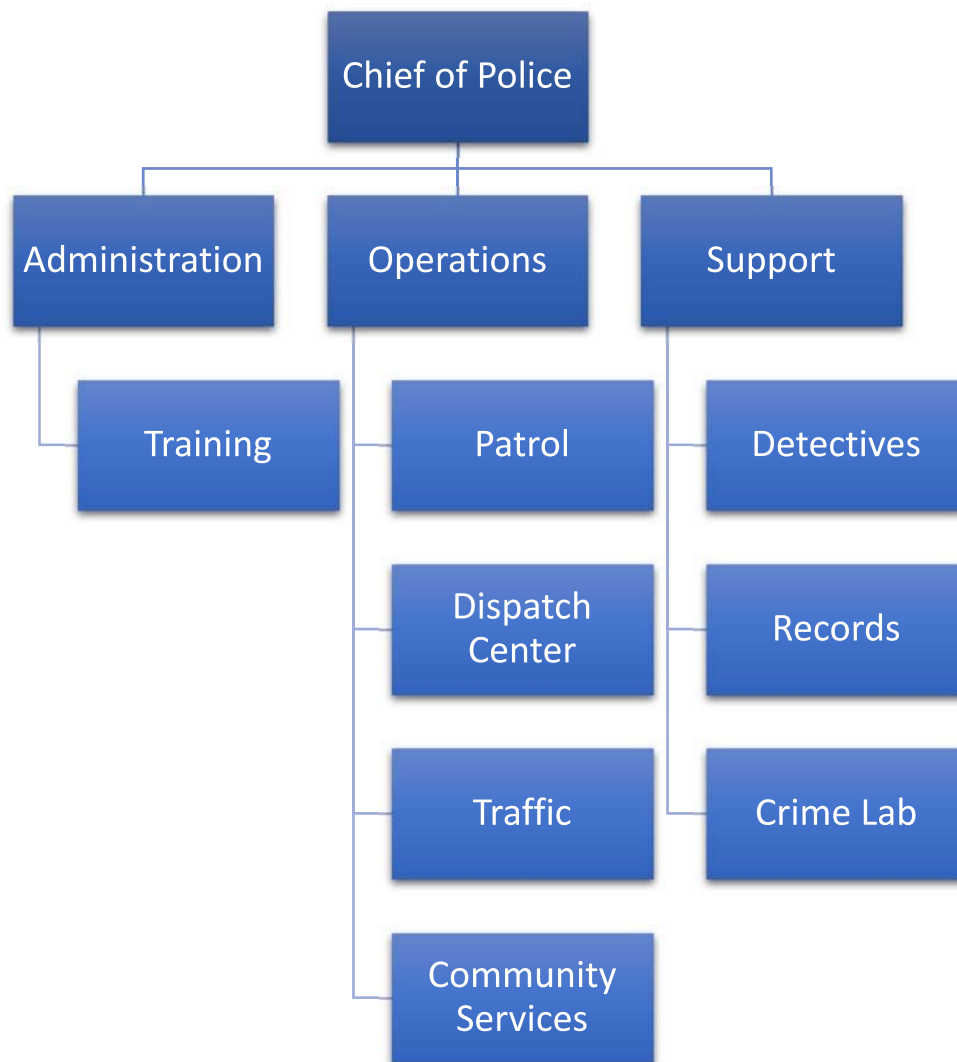 Chief of Police
Administration
Operations
Support
Training
Patrol
Detectives
Dispatch
Center
Records
Traffic
Crime Lab
Community
Services